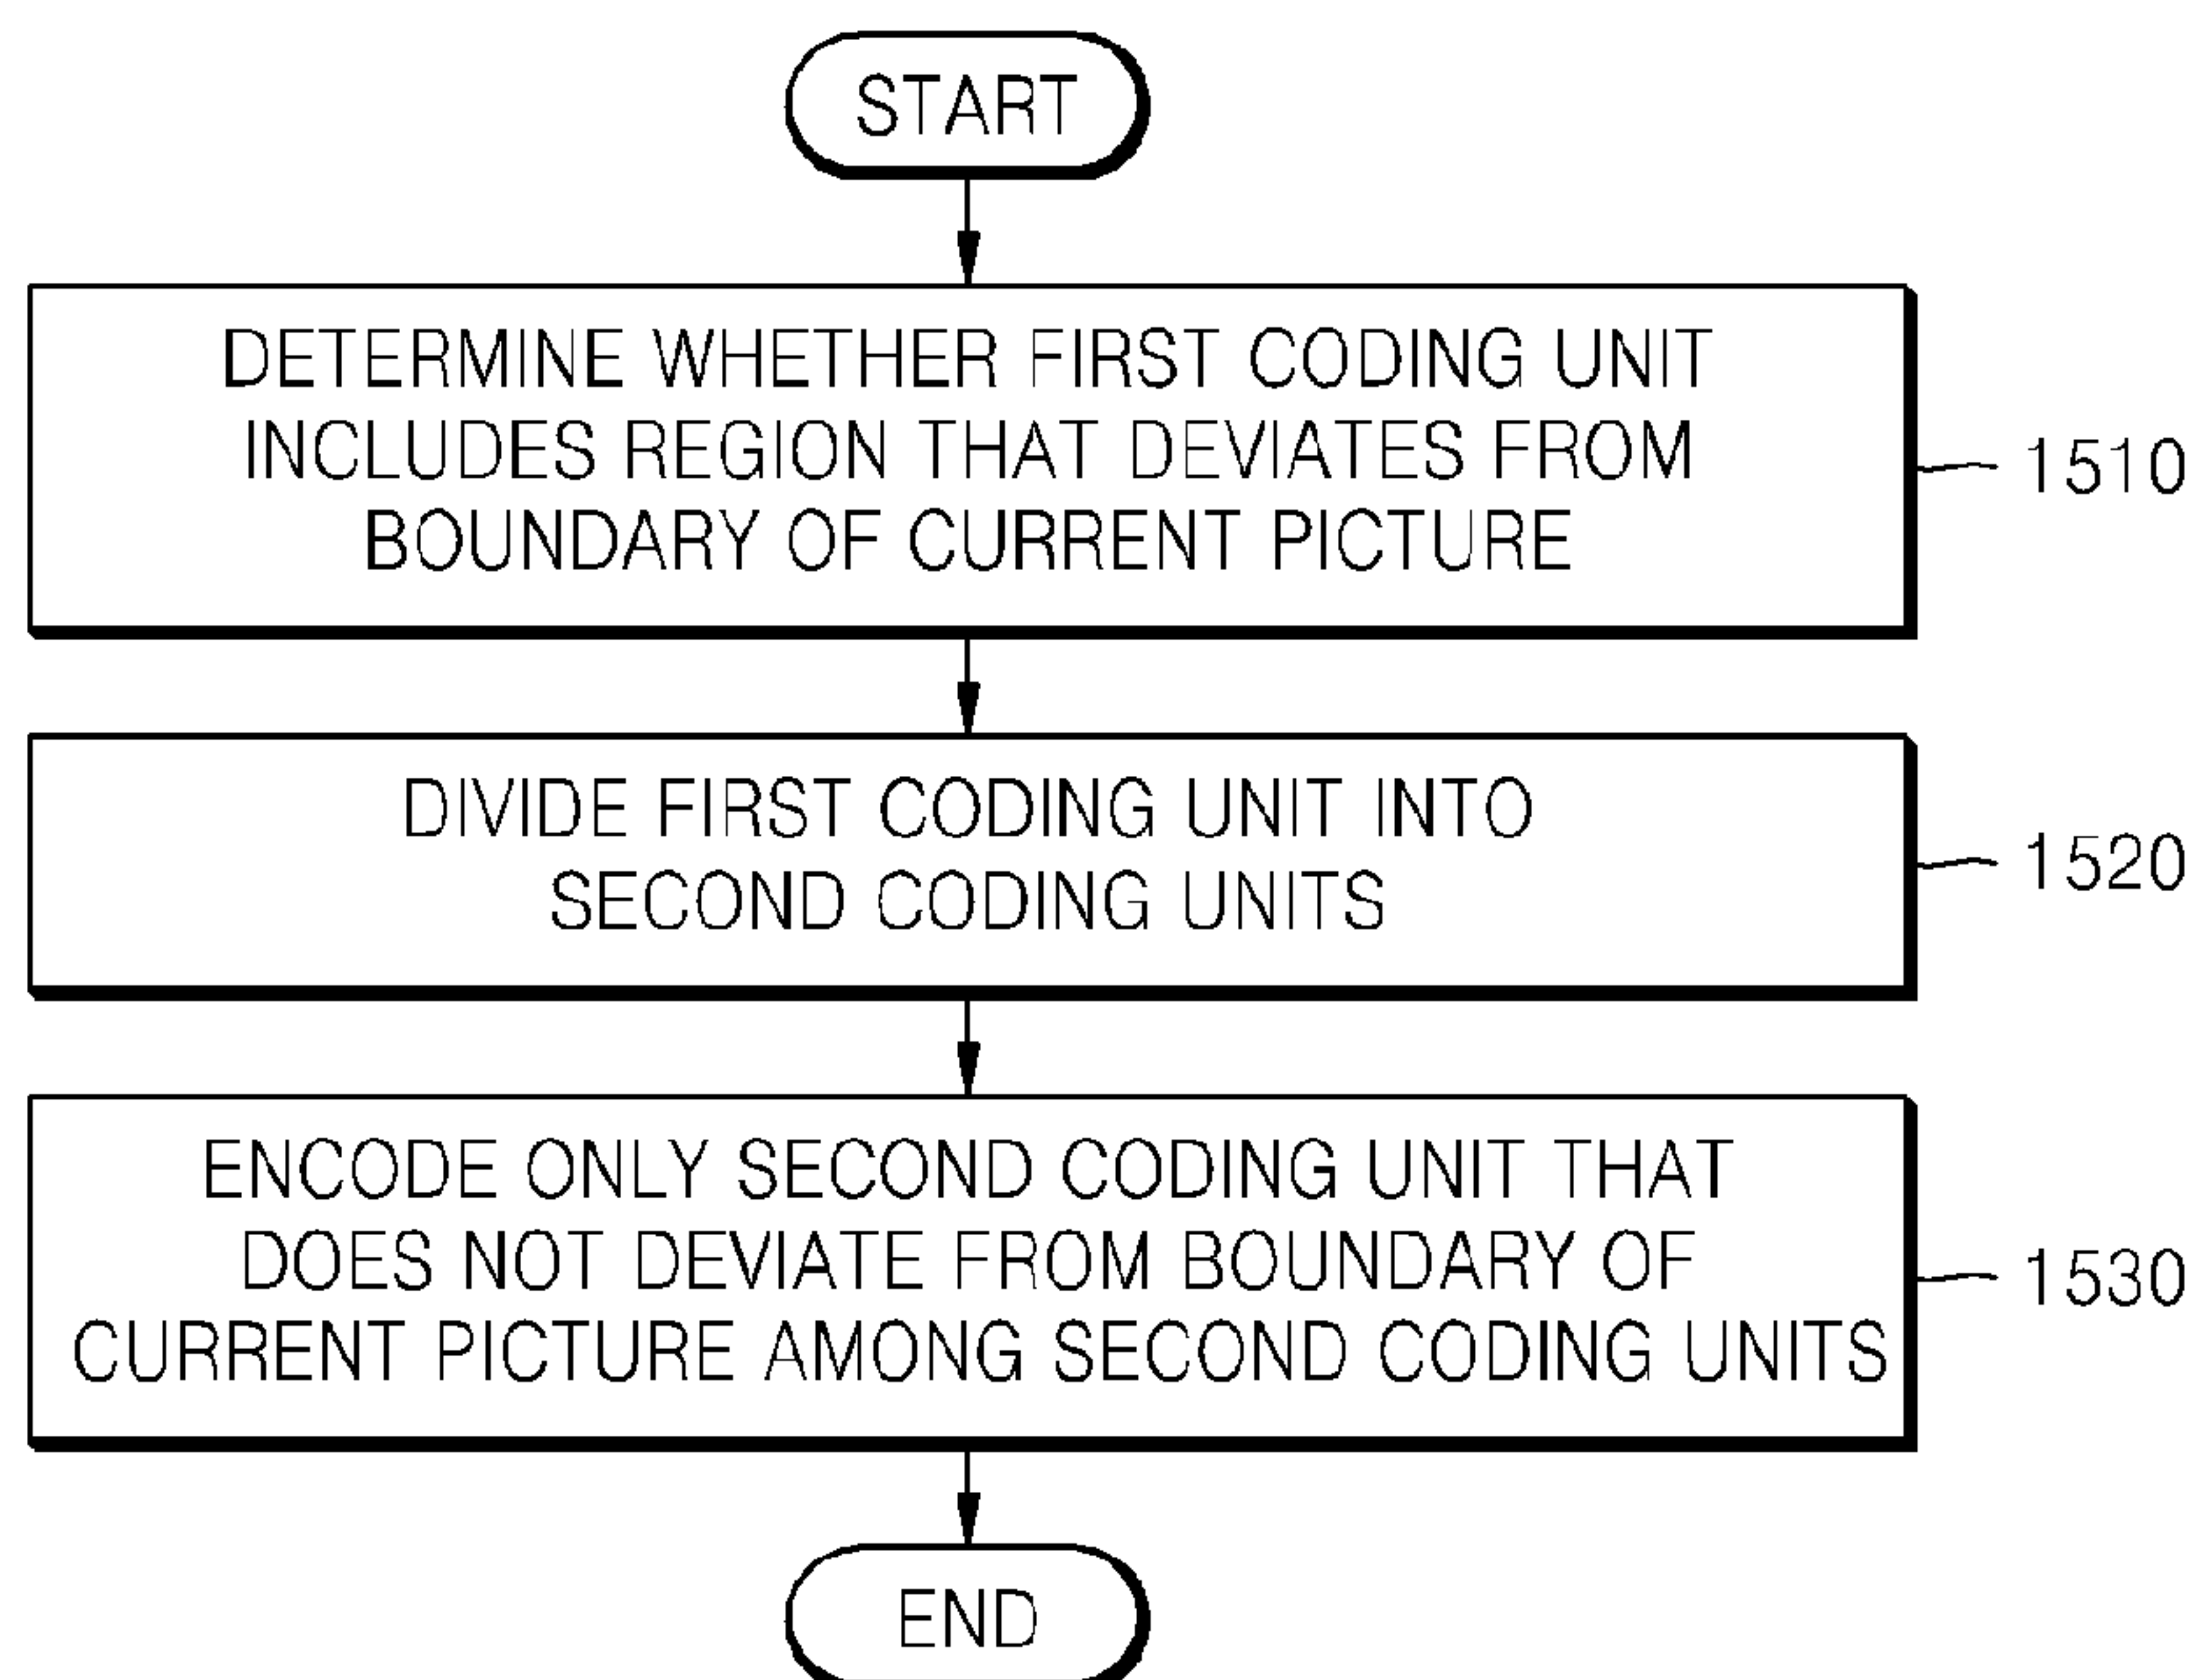 START
DETERMINE WHETHER FIRST CODING UNIT
INCLUDES REGION THAT DEVIATES FROM
BOUNDARY OF CURRENT PICTURE
1510
DIVIDE FIRST CODING UNIT INTO
SECOND CODING UNITS
1520
ENCODE ONLY SECOND CODING UNIT THAT
DOES NOT DEVIATE FROM BOUNDARY OF
CURRENT PICTURE AMONG SECOND CODING UNITS
1530
END